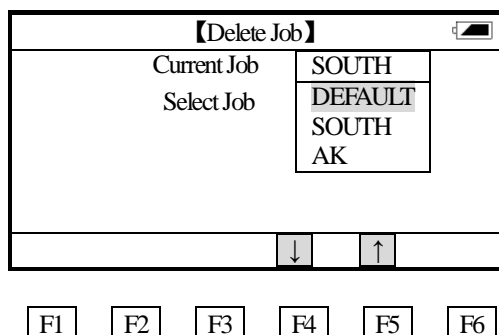 【Delete Job】
Current Job SOUTH
Select Job DEFAULT
SOUTH
AK
↓ ↑
F1 F2 F3 F4 F5 F6